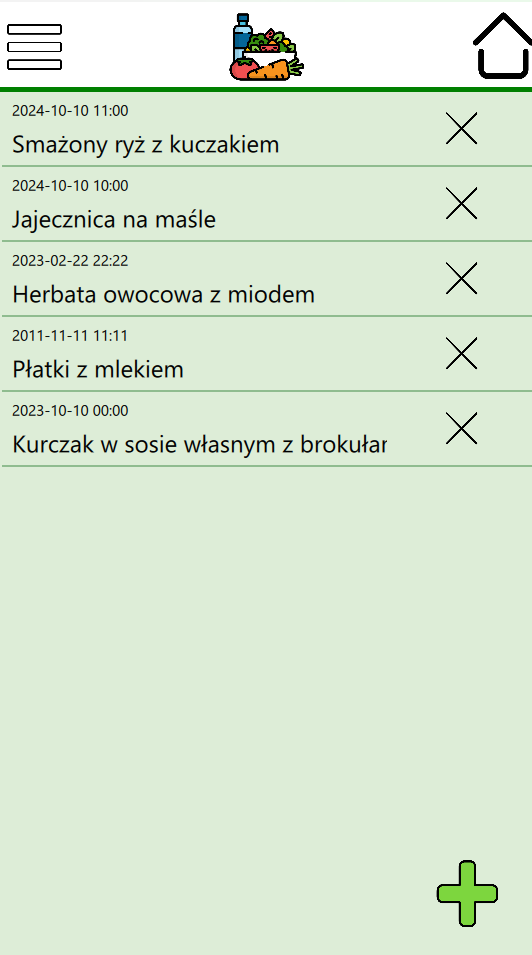 2024-10-10 11:00
Smażony ryż z kuczakiem
2024-10-10 10:00
Jajecznica na maśle
2023-02-22 22:22
Herbata owocowa z miodem
2011-11-11 11:11
Płatki z mlekiem
2023-10-10 00:00
Kurczak w sosie własnym z